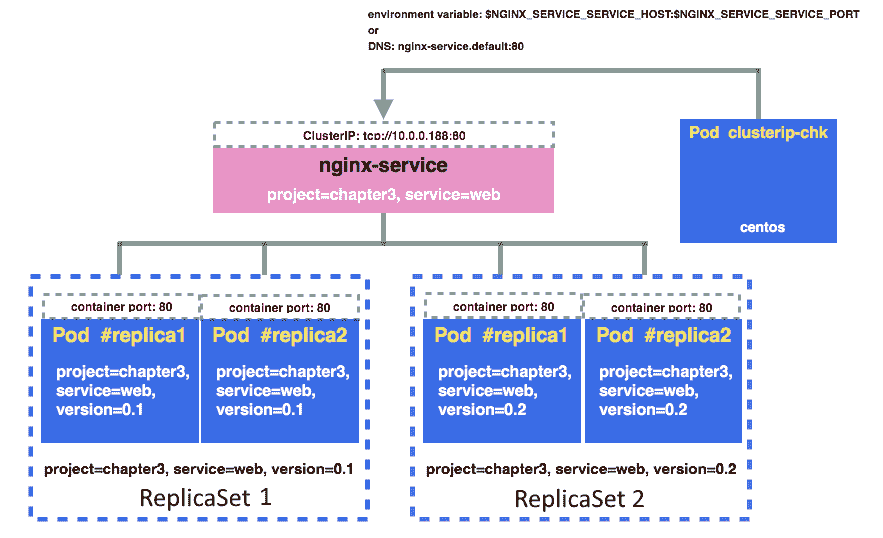 environment variable: $NGINX_SERVICE_SERVICE_HOST:$NGINX_SERVICE_SERVICE_PORT
or
DNS: nginx-service.default:80
ClusterIP: tcp://10.0.0.188:80
nginx-service
project=chapter3, service=web
Pod clusterip-chk
centos
container port: 80
Pod #replica1
project=chapter3,
service=web,
version=0.1
container port: 80
Pod #replica2
project=chapter3,
service=web,
version=0.1
project=chapter3, service=web, version=0.1
ReplicaSet 1
container port: 80
Pod #replica1
project=chapter3,
service=web,
version=0.2
container port: 80
Pod #replica2
project=chapter3,
service=web,
version=0.2
project=chapter3, service=web, version=0.2
ReplicaSet 2